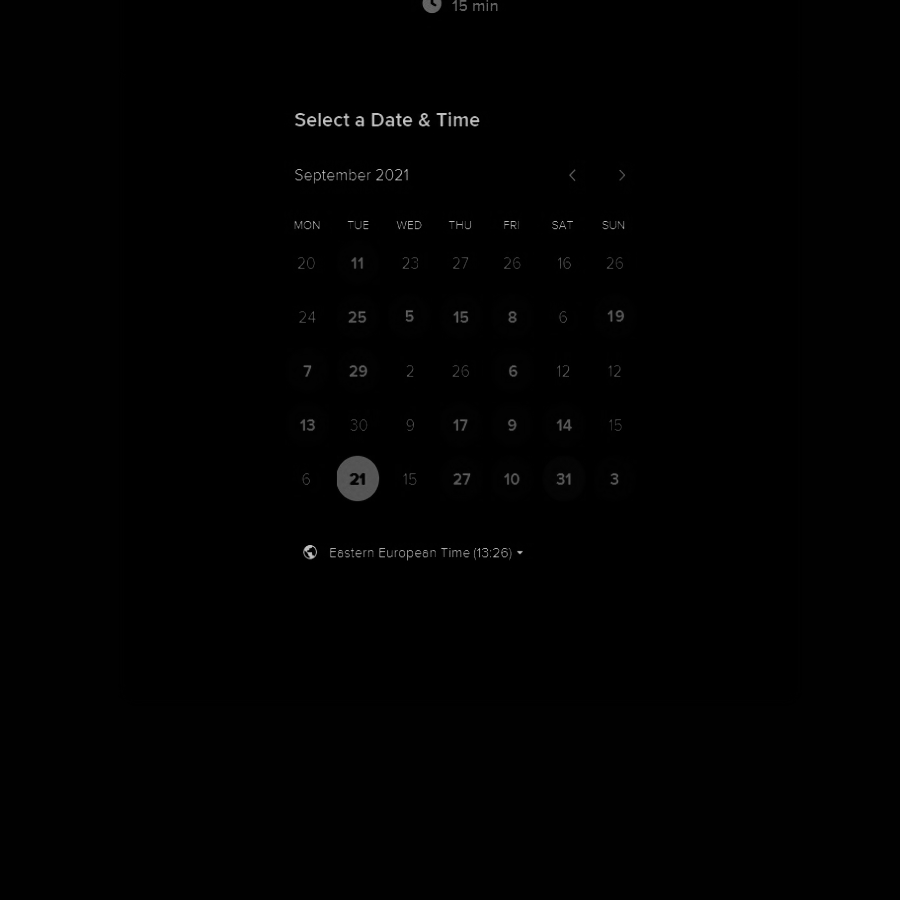 15 min
Select a Date & Time
September 2021
MON TUE WED THU FRI SAT SUN
20 11 23 27 26 16 26
24 25 5 15 8 6 19
7 29 2 26 6 12 12
13 30 9 17 9 14 15
6 21 15 27 10 31 3
Eastern European Time (13:26)